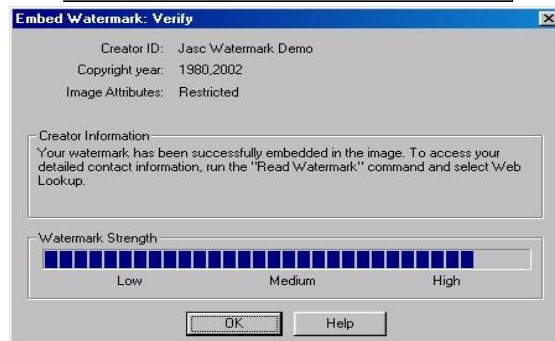 Embed Watermark: Verify
Creator ID: Jasc Watermark Demo
Copyright year: 1980,2002
Image Attributes: Restricted
Creator Information
Your watermark has been successfully embedded in the image. To access your
detailed contact information, run the "Read Watermark" command and select Web
Lookup.
Watermark Strength
Low Medium High
OK Help